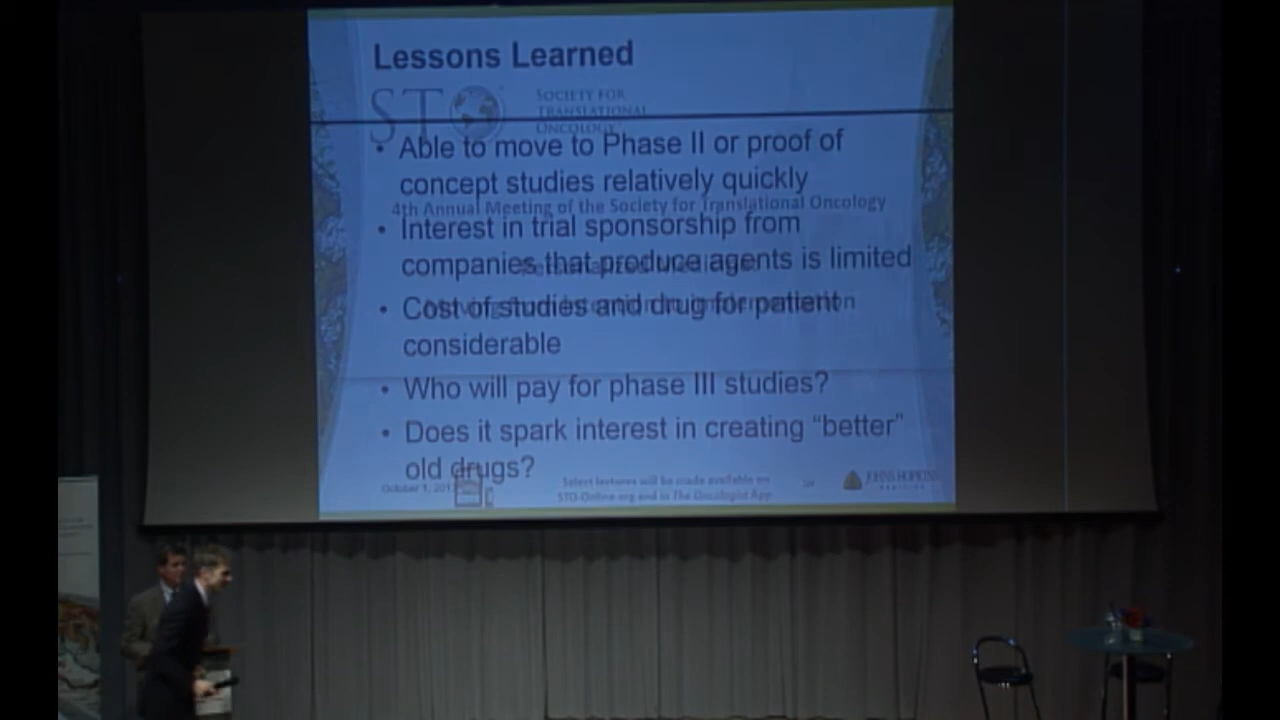 Lessons Learned
STO
SOCIETY FOR
TRANSLATIONAL
ONCOLOGY
• Able to move to Phase II or proof of
concept studies relatively quickly
4th Annual Meeting of the Society for Translational Oncology
• Interest in trial sponsorship from
companies that produce agents is limited
• Cost of studies and drug for patient
considerable
• Who will pay for phase III studies?
• Does it spark interest in creating “better”
old drugs?
October 1,
Select lectures will be made available on
STO-Online.org and in The Oncologist App
JOHNS HOPKINS
MEDICINE